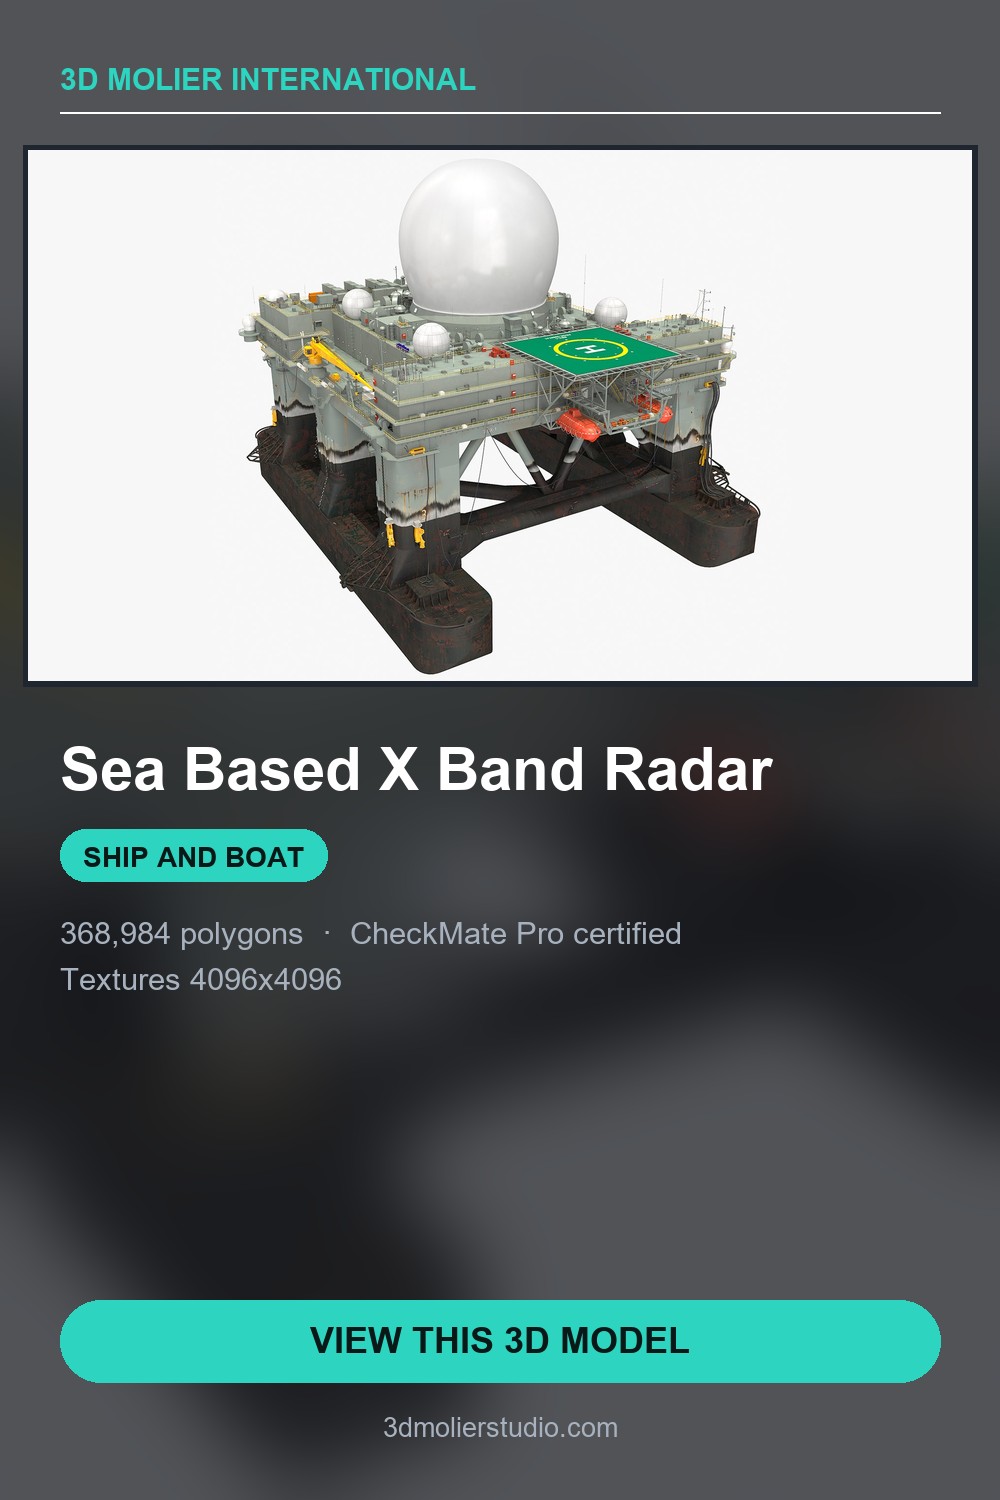 3D MOLIER INTERNATIONAL
H
Sea Based X Band Radar
SHIP AND BOAT
368,984 polygons · CheckMate Pro certified
Textures 4096x4096
VIEW THIS 3D MODEL
3dmolierstudio.com